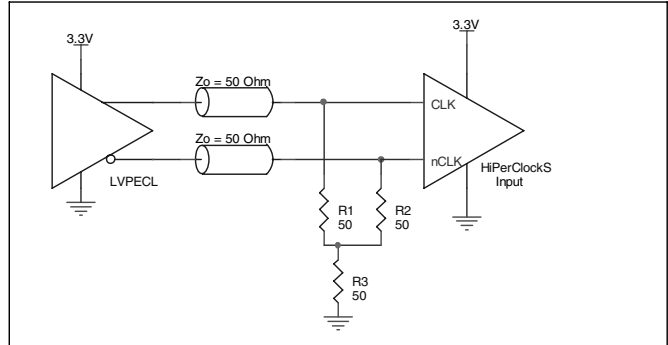 3.3V
3.3V
Zo = 50 Ohm
CLK
Zo = 50 Ohm
nCLK
LVPECL
HiPerClockS
Input
R1
50
R2
50
R3
50